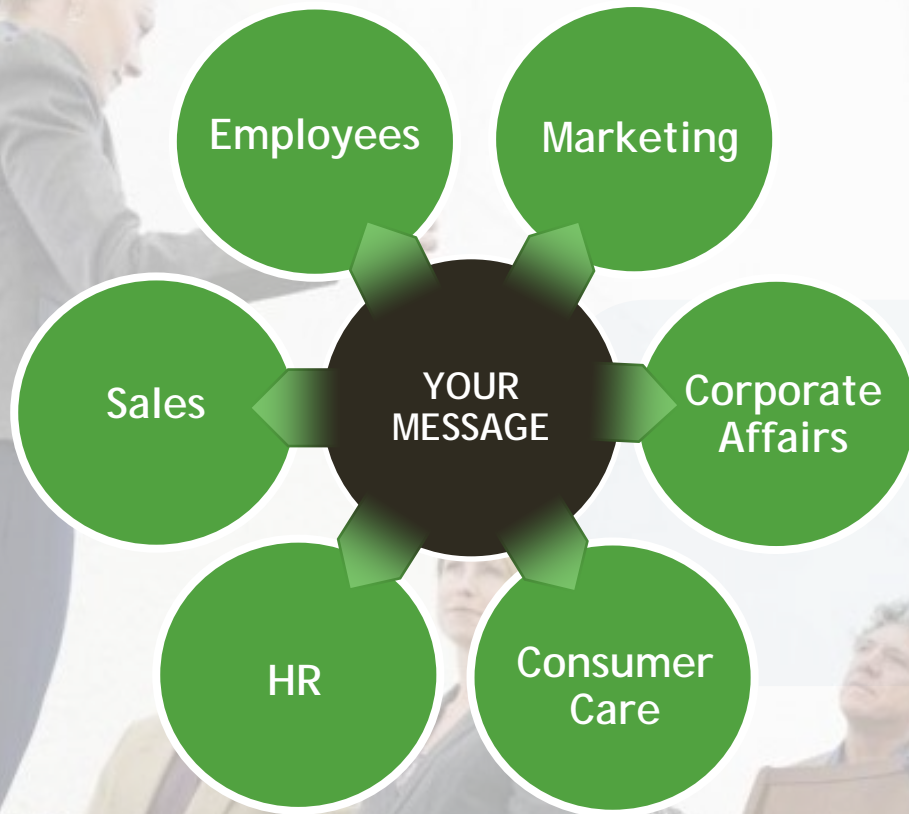 Employees
Marketing
Sales
YOUR
MESSAGE
Corporate
Affairs
HR
Consumer
Care